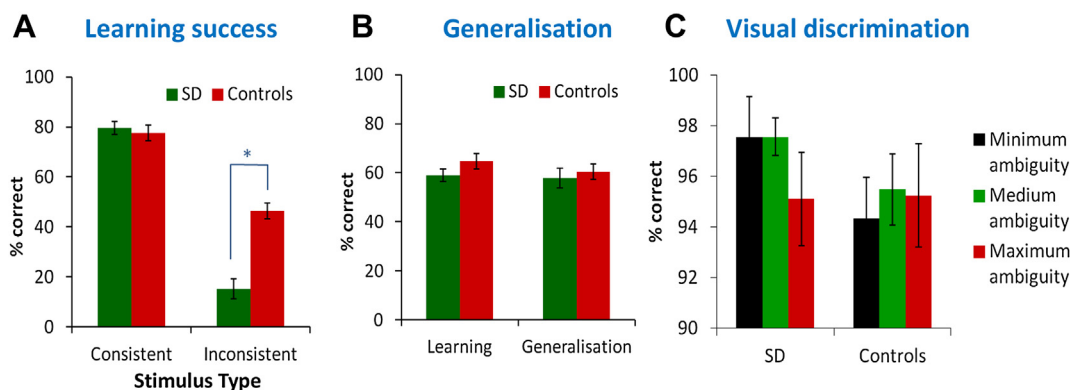 A Learning success
100
80
60
40
20
0
% correct
SD Controls
*
Consistent Inconsistent
Stimulus Type
B Generalisation
100
80
60
40
20
0
% correct
SD Controls
Learning Generalisation
C Visual discrimination
100
98
96
94
92
90
% correct
SD Controls
Minimum
ambiguity
Medium
ambiguity
Maximum
ambiguity